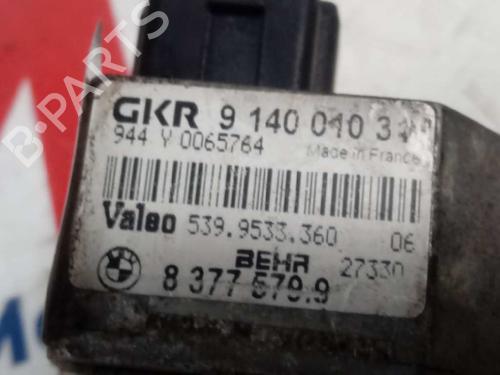 GKR 9 140 010 31
944 Y 0065764
Made in France
Valeo 539.9533.360 06
BEHR 27330
8 377 579.9
B-PARTS